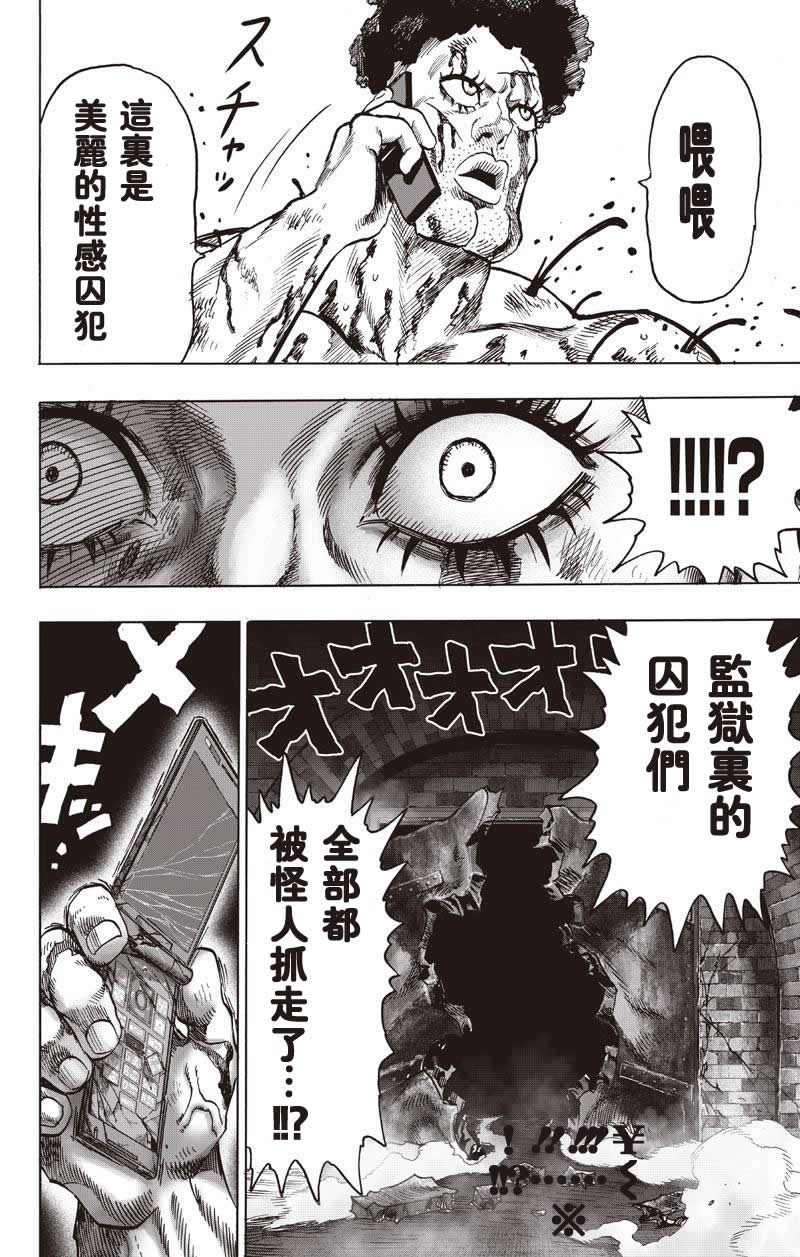 喂喂
スチャッ
這裏是
美麗的性感囚犯
!!!!!?
監獄裏的
囚犯們
オオオオ
全部都
被怪人抓走了…
!!?
メキ
! !! !!! ¥
!!?……〜
※